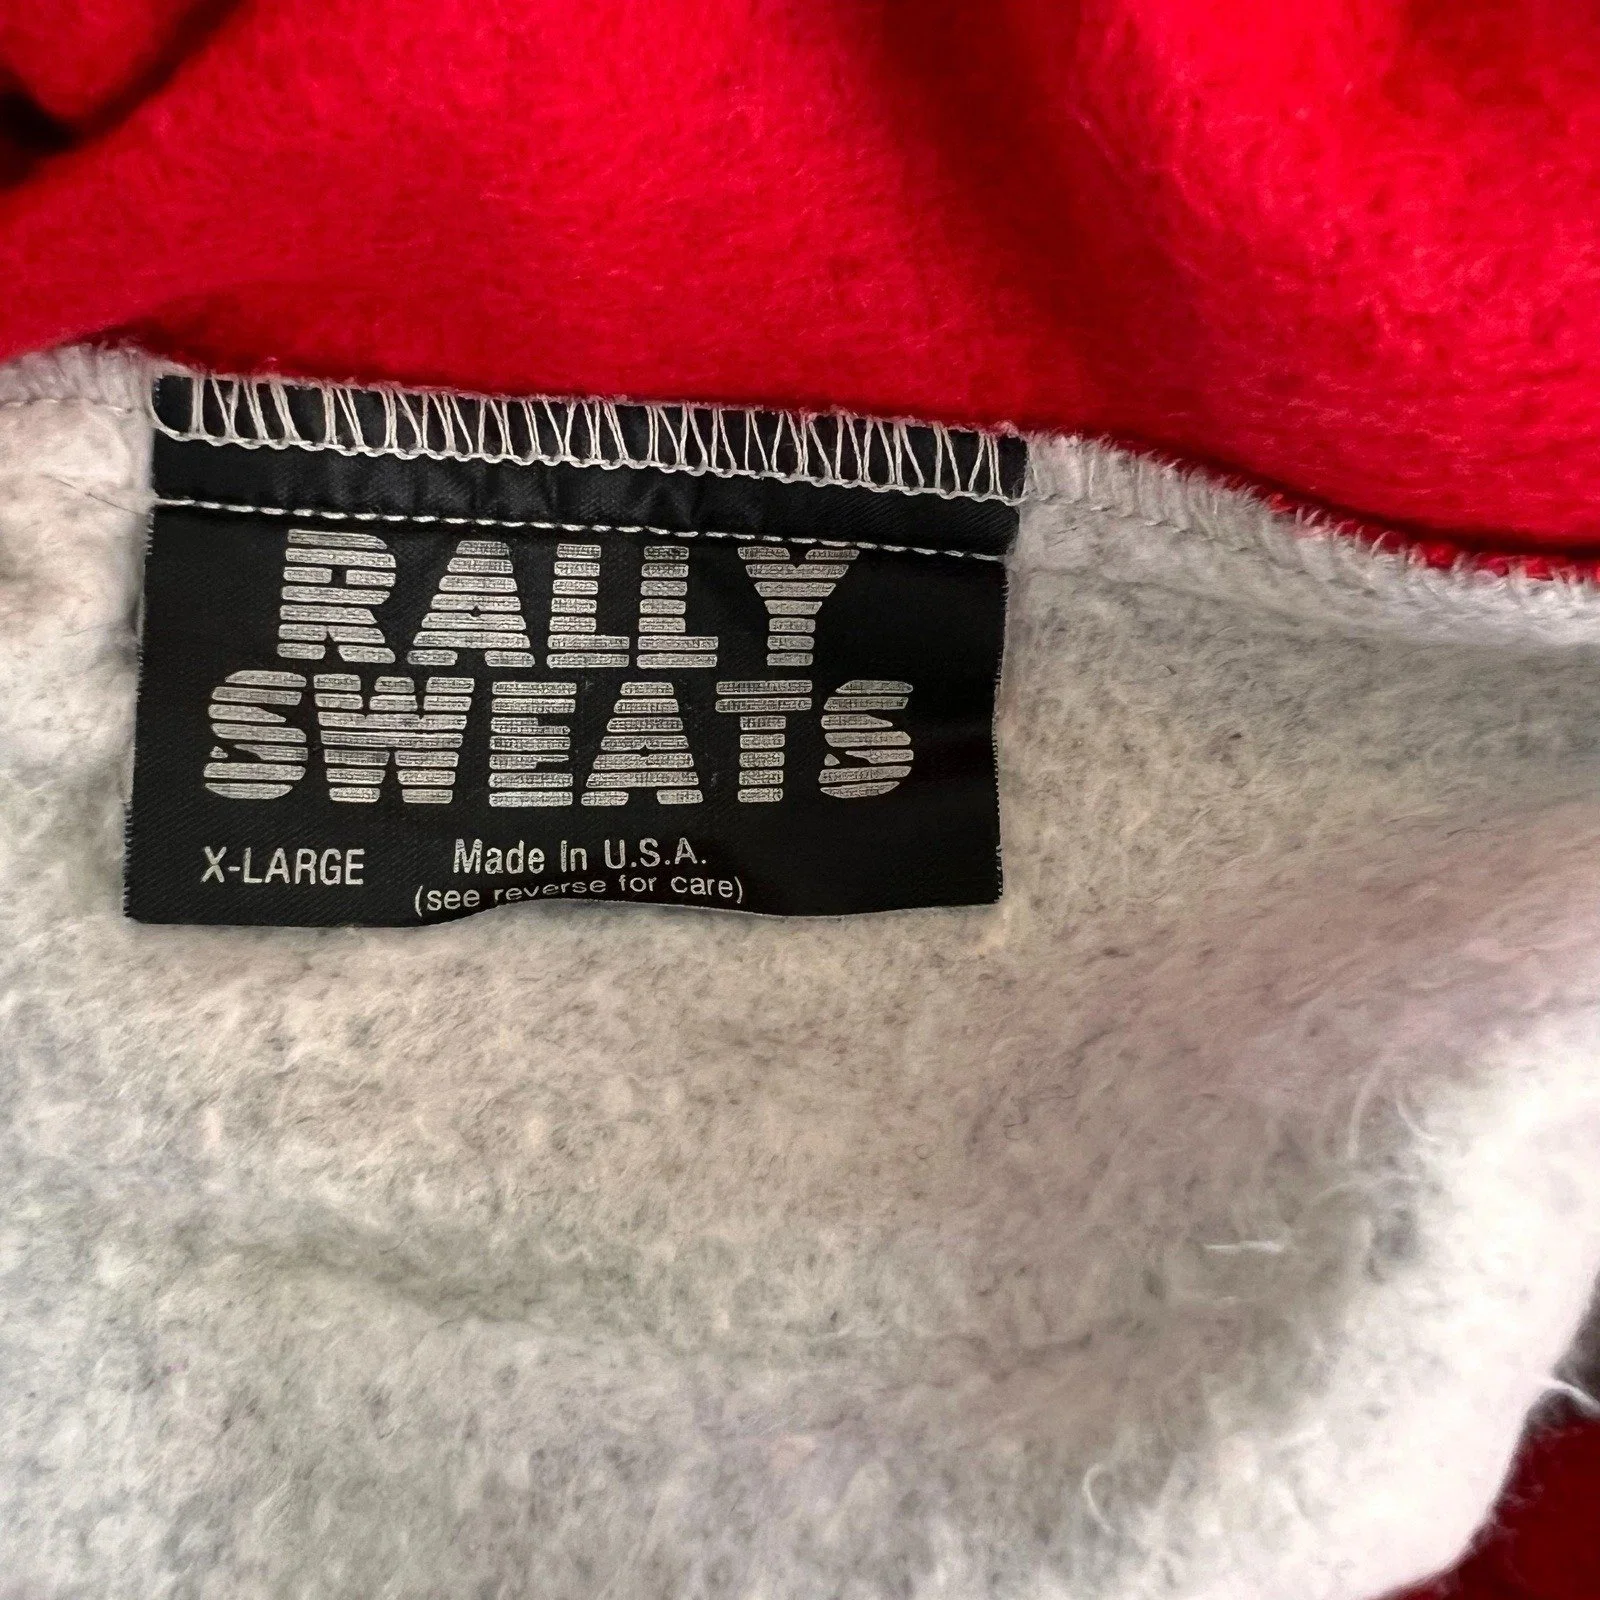 RALLY
SWEATS
X-LARGE Made In U.S.A.
(see reverse for care)